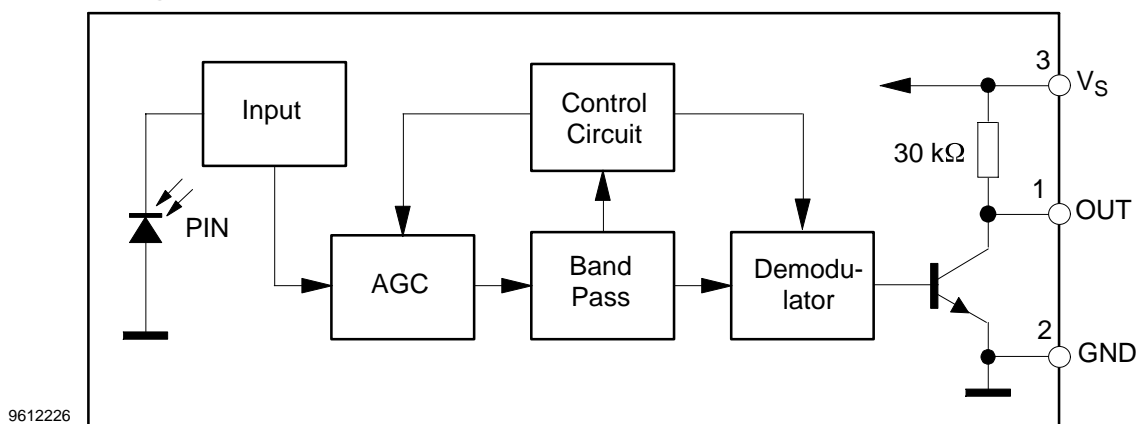 Input
Control
Circuit
3
V_S
30 kΩ
1
OUT
PIN
AGC
Band
Pass
Demodu-
lator
2
GND
9612226